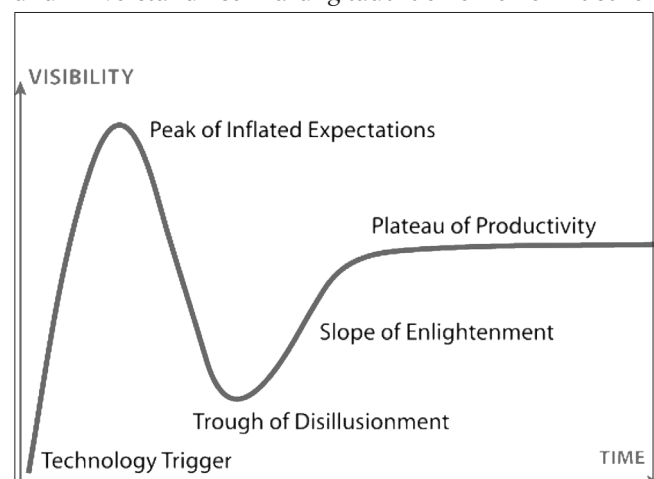 VISIBILITY
Peak of Inflated Expectations
Plateau of Productivity
Slope of Enlightenment
Trough of Disillusionment
Technology Trigger
TIME